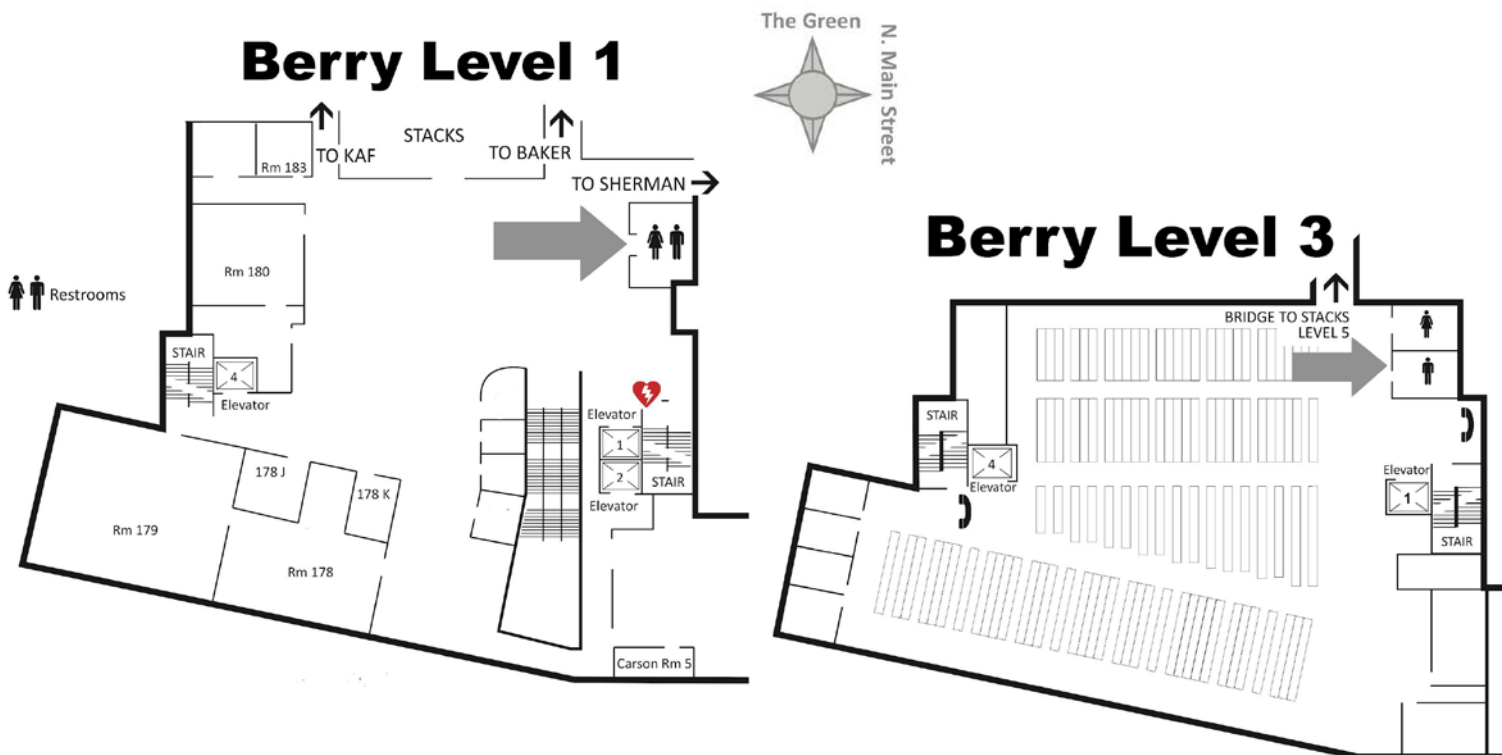 The Green
N. Main Street
Berry Level 1
STACKS
TO KAF
TO BAKER
Rm 183
TO SHERMAN
Rm 180
Restrooms
STAIR
4
Elevator
Elevator
1
2
STAIR
Elevator
178 J
178 K
Rm 179
Rm 178
Carson Rm 5
Berry Level 3
BRIDGE TO STACKS
LEVEL 5
STAIR
4
Elevator
Elevator
1
STAIR